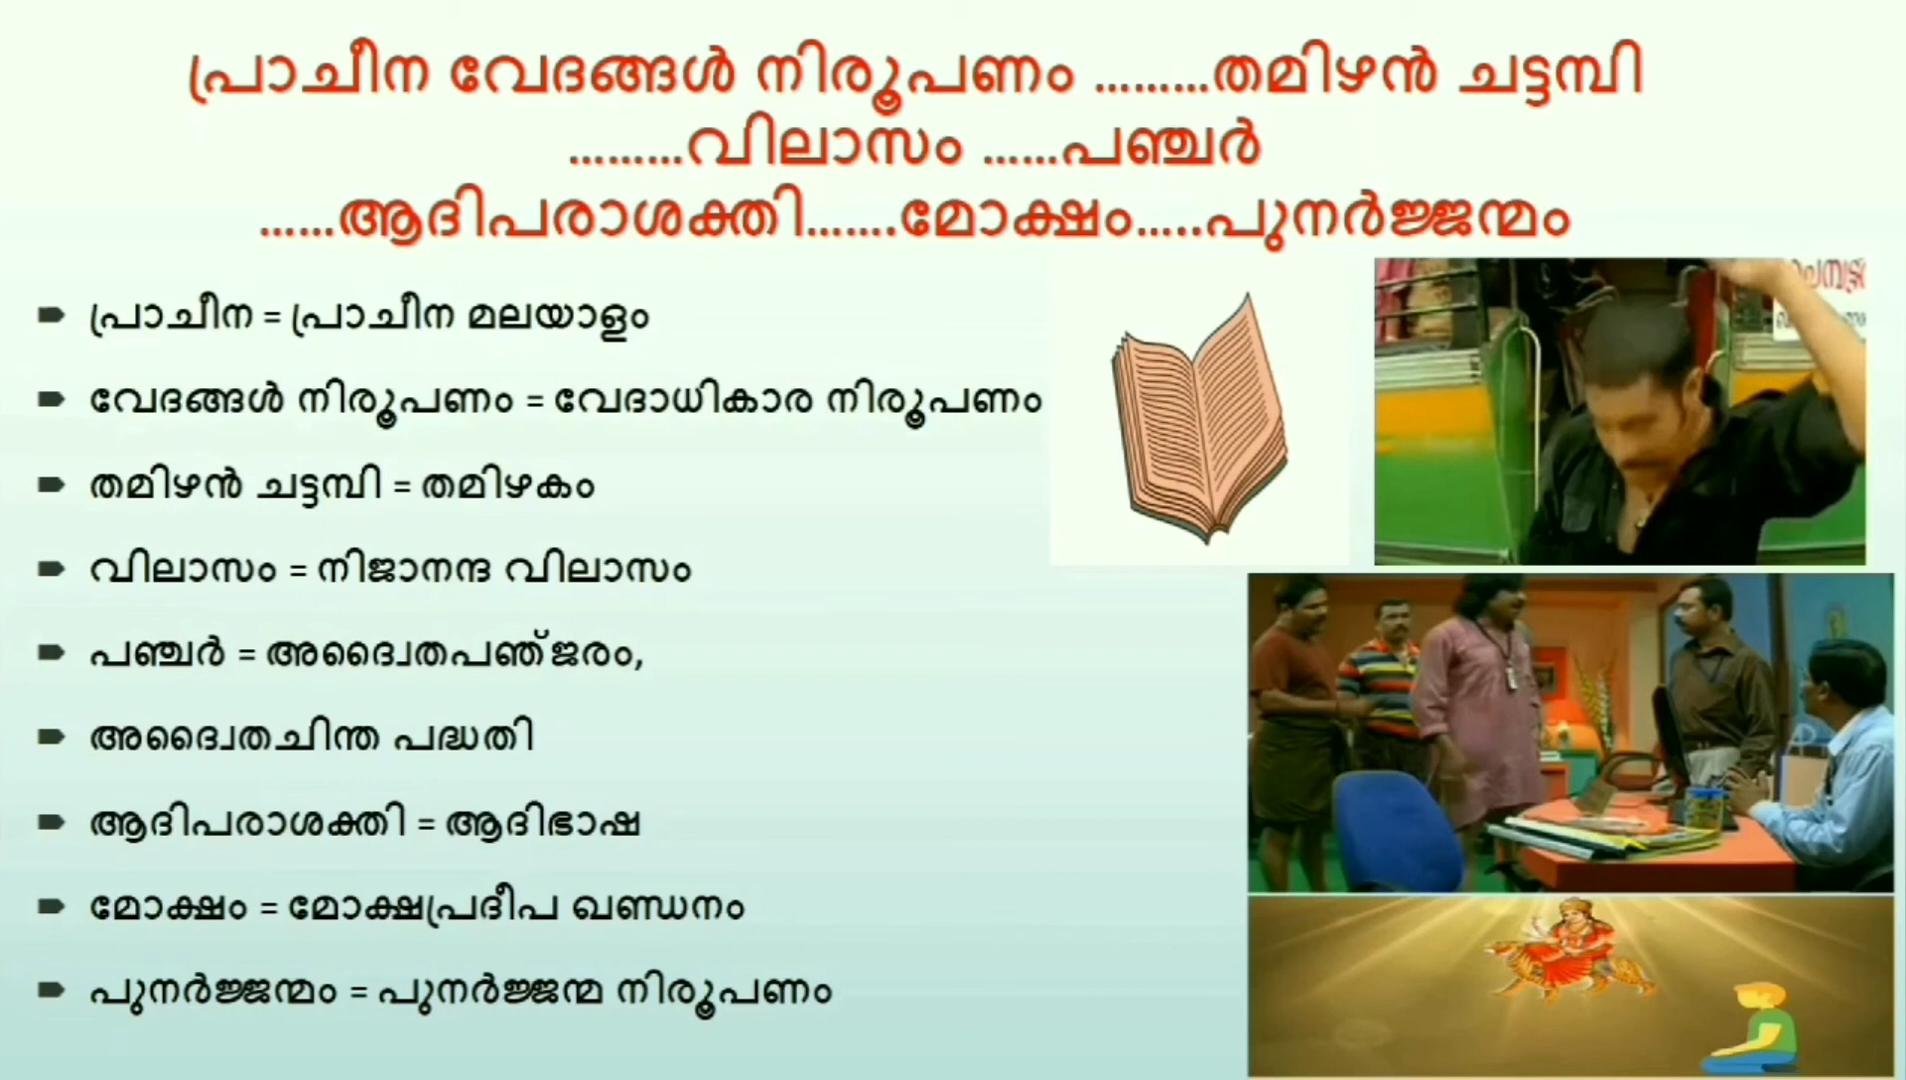 പ്രാചീന വേദങ്ങൾ നിരൂപണം .........തമിഴൻ ചട്ടമ്പി
.........വിലാസം ......പഞ്ചർ
......ആദിപരാശക്തി.......മോക്ഷം.....പുനർജ്ജന്മം
പ്രാചീന = പ്രാചീന മലയാളം
വേദങ്ങൾ നിരൂപണം = വേദാധികാര നിരൂപണം
തമിഴൻ ചട്ടമ്പി = തമിഴകം
വിലാസം = നിജാനന്ദ വിലാസം
പഞ്ചർ = അദ്വൈതപഞ്ജരം,
അദ്വൈതചിന്ത പദ്ധതി
ആദിപരാശക്തി = ആദിഭാഷ
മോക്ഷം = മോക്ഷപ്രദീപ ഖണ്ഡനം
പുനർജ്ജന്മം = പുനർജ്ജന്മ നിരൂപണം